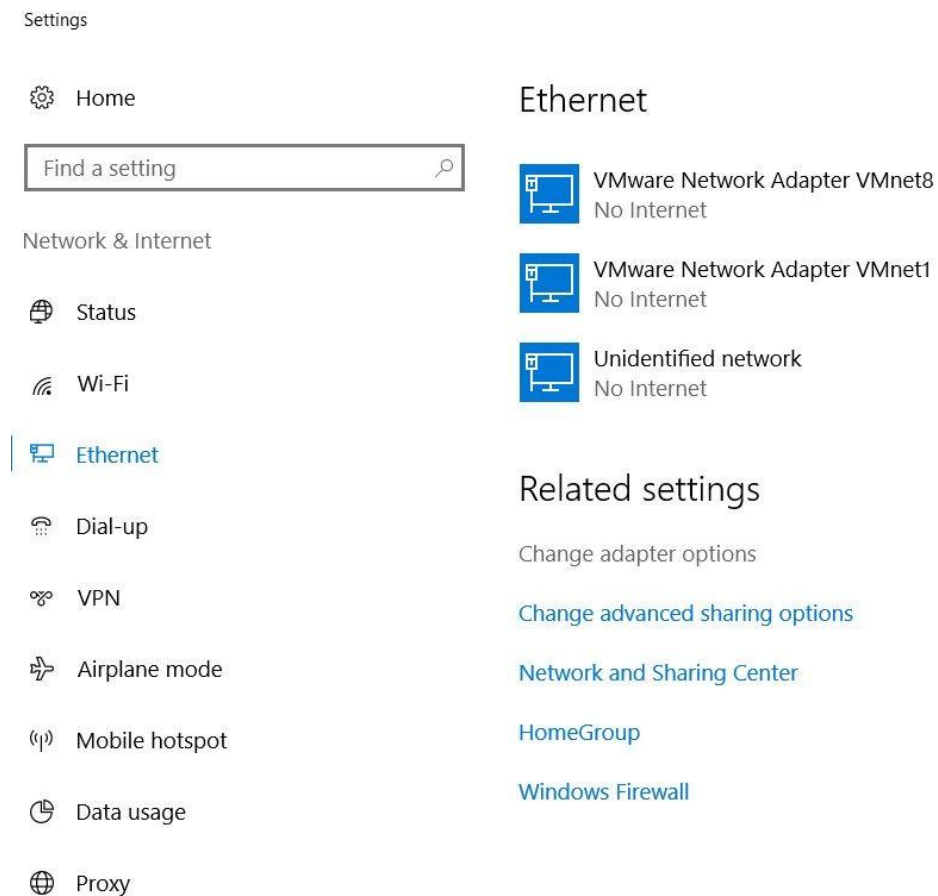 Settings
Home
Find a setting
Network & Internet
Status
Wi-Fi
Ethernet
Dial-up
VPN
Airplane mode
Mobile hotspot
Data usage
Proxy
Ethernet
VMware Network Adapter VMnet8
No Internet
VMware Network Adapter VMnet1
No Internet
Unidentified network
No Internet
Related settings
Change adapter options
Change advanced sharing options
Network and Sharing Center
HomeGroup
Windows Firewall